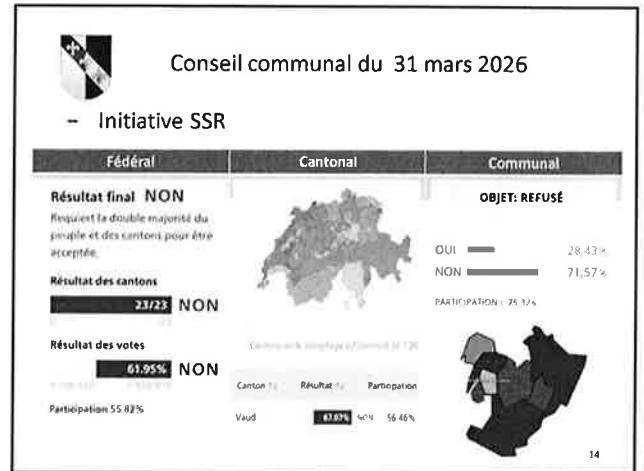 Conseil communal du 31 mars 2026
- Initiative SSR
Fédéral
Résultat final NON
Requiert la double majorité du
peuple et des cantons pour être
acceptée.
Résultat des cantons
23/23 NON
Résultat des votes
61.95% NON
Participation 55.82%
Cantonal
Canton
Résultat
Participation
Vaud
NON
56.46%
Communal
OBJET: REFUSÉ
OUI 28,43%
NON 71,57%
PARTICIPATION:
14